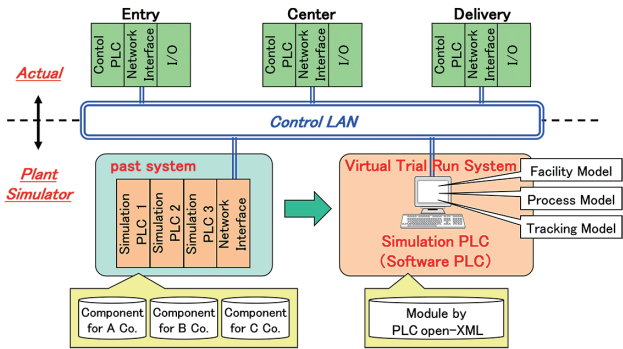 Entry
Center
Delivery
Contol
PLC
Network
Interface
I/O
Contol
PLC
Network
Interface
I/O
Contol
PLC
Network
Interface
I/O
Actual
Control LAN
Plant
Simulator
past system
Simulation
PLC 1
Simulation
PLC 2
Simulation
PLC 3
Network
Interface
Virtual Trial Run System
Facility Model
Process Model
Tracking Model
Simulation PLC
(Software PLC)
Component
for A Co.
Component
for B Co.
Component
for C Co.
Module by
PLC open-XML